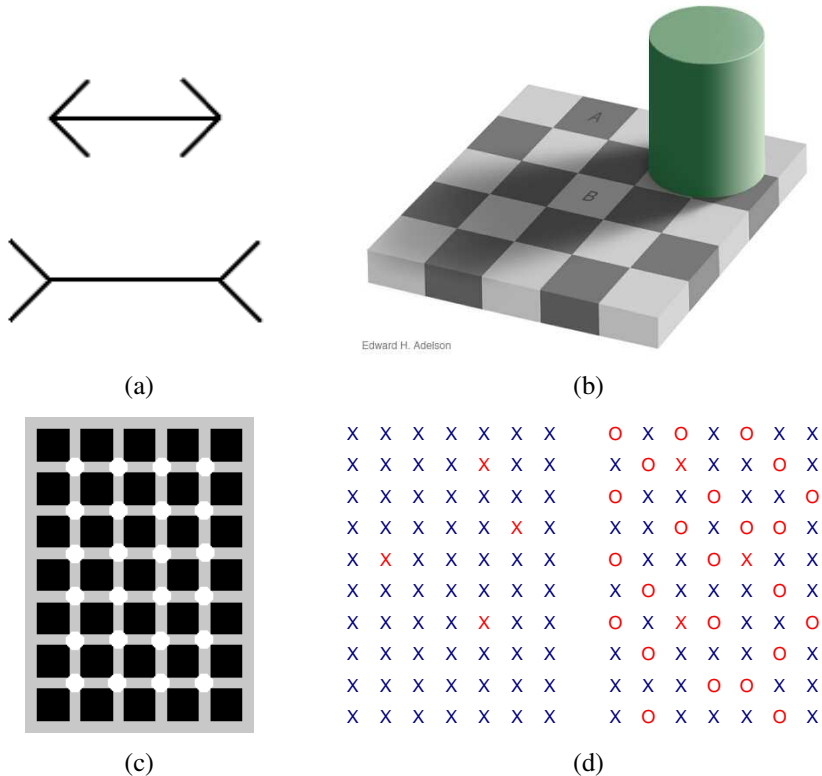 A
B
Edward H. Adelson
(a)
(b)
X X X X X X X O X O X O X X
X X X X X X X X O X X X O X
X X X X X X X O X X O X X O
X X X X X X X X X O X O O X
X X X X X X X O X X O X X X
X X X X X X X X O X X X O X
X X X X X X X O X X O X X O
X X X X X X X X O X X X O X
X X X X X X X X X X O O X X
X X X X X X X X O X X X O X
(c)
(d)